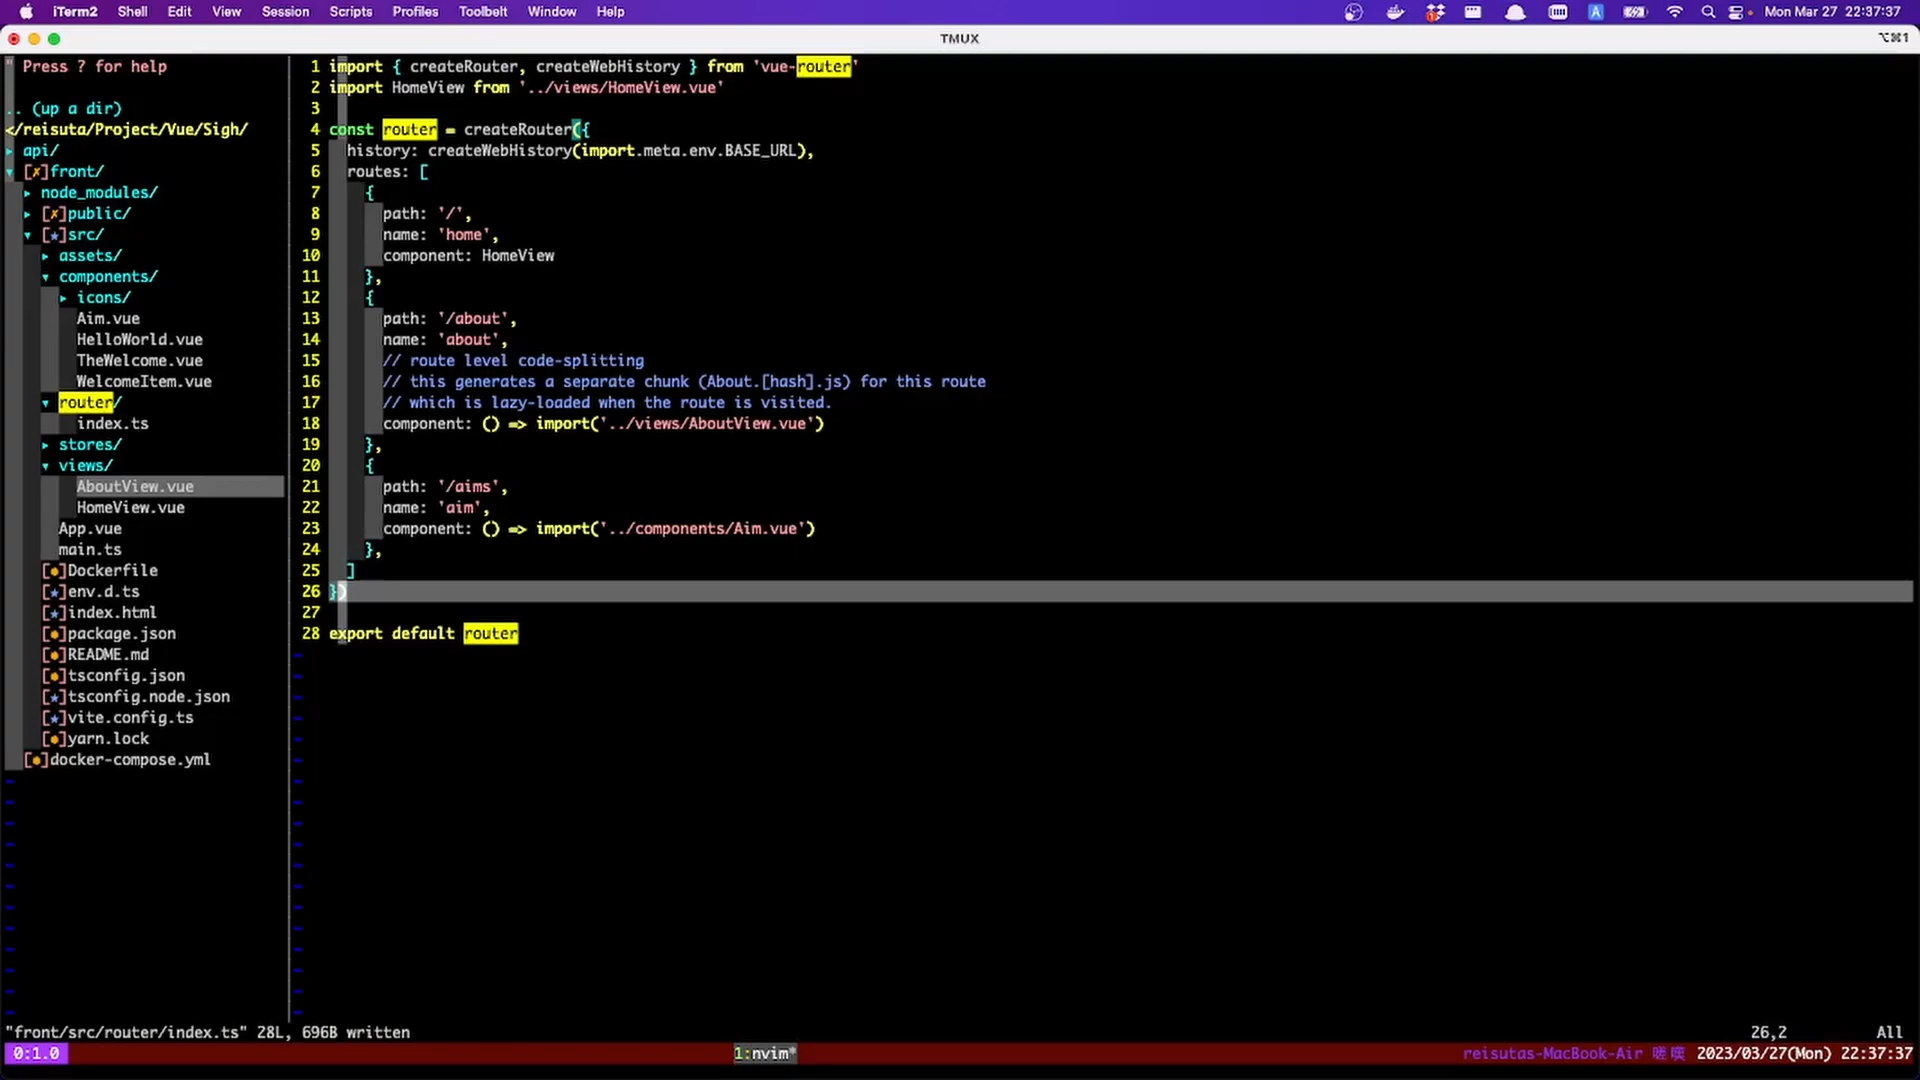 iTerm2 Shell Edit View Session Scripts Profiles Toolbelt Window Help A Mon Mar 27 22:37:37
TMUX ⌥⌘1
" Press ? for help
.. (up a dir)
</reisuta/Project/Vue/Sigh/
▸ api/
▾ [✗]front/
▸ node_modules/
▸ [✗]public/
▾ [★]src/
▸ assets/
▾ components/
▸ icons/
Aim.vue
HelloWorld.vue
TheWelcome.vue
WelcomeItem.vue
▾ router/
index.ts
▸ stores/
▾ views/
AboutView.vue
HomeView.vue
App.vue
main.ts
[●]Dockerfile
[★]env.d.ts
[★]index.html
[●]package.json
[●]README.md
[●]tsconfig.json
[★]tsconfig.node.json
[★]vite.config.ts
[●]yarn.lock
[●]docker-compose.yml
1 import { createRouter, createWebHistory } from 'vue-router'
2 import HomeView from '../views/HomeView.vue'
3
4 const router = createRouter({
5 history: createWebHistory(import.meta.env.BASE_URL),
6 routes: [
7 {
8 path: '/',
9 name: 'home',
10 component: HomeView
11 },
12 {
13 path: '/about',
14 name: 'about',
15 // route level code-splitting
16 // this generates a separate chunk (About.[hash].js) for this route
17 // which is lazy-loaded when the route is visited.
18 component: () => import('../views/AboutView.vue')
19 },
20 {
21 path: '/aims',
22 name: 'aim',
23 component: () => import('../components/Aim.vue')
24 },
25 ]
26 })
27
28 export default router
"front/src/router/index.ts" 28L, 696B written 26,2 All
0:1.0 1:nvim* reisutas-MacBook-Air 2023/03/27(Mon) 22:37:37